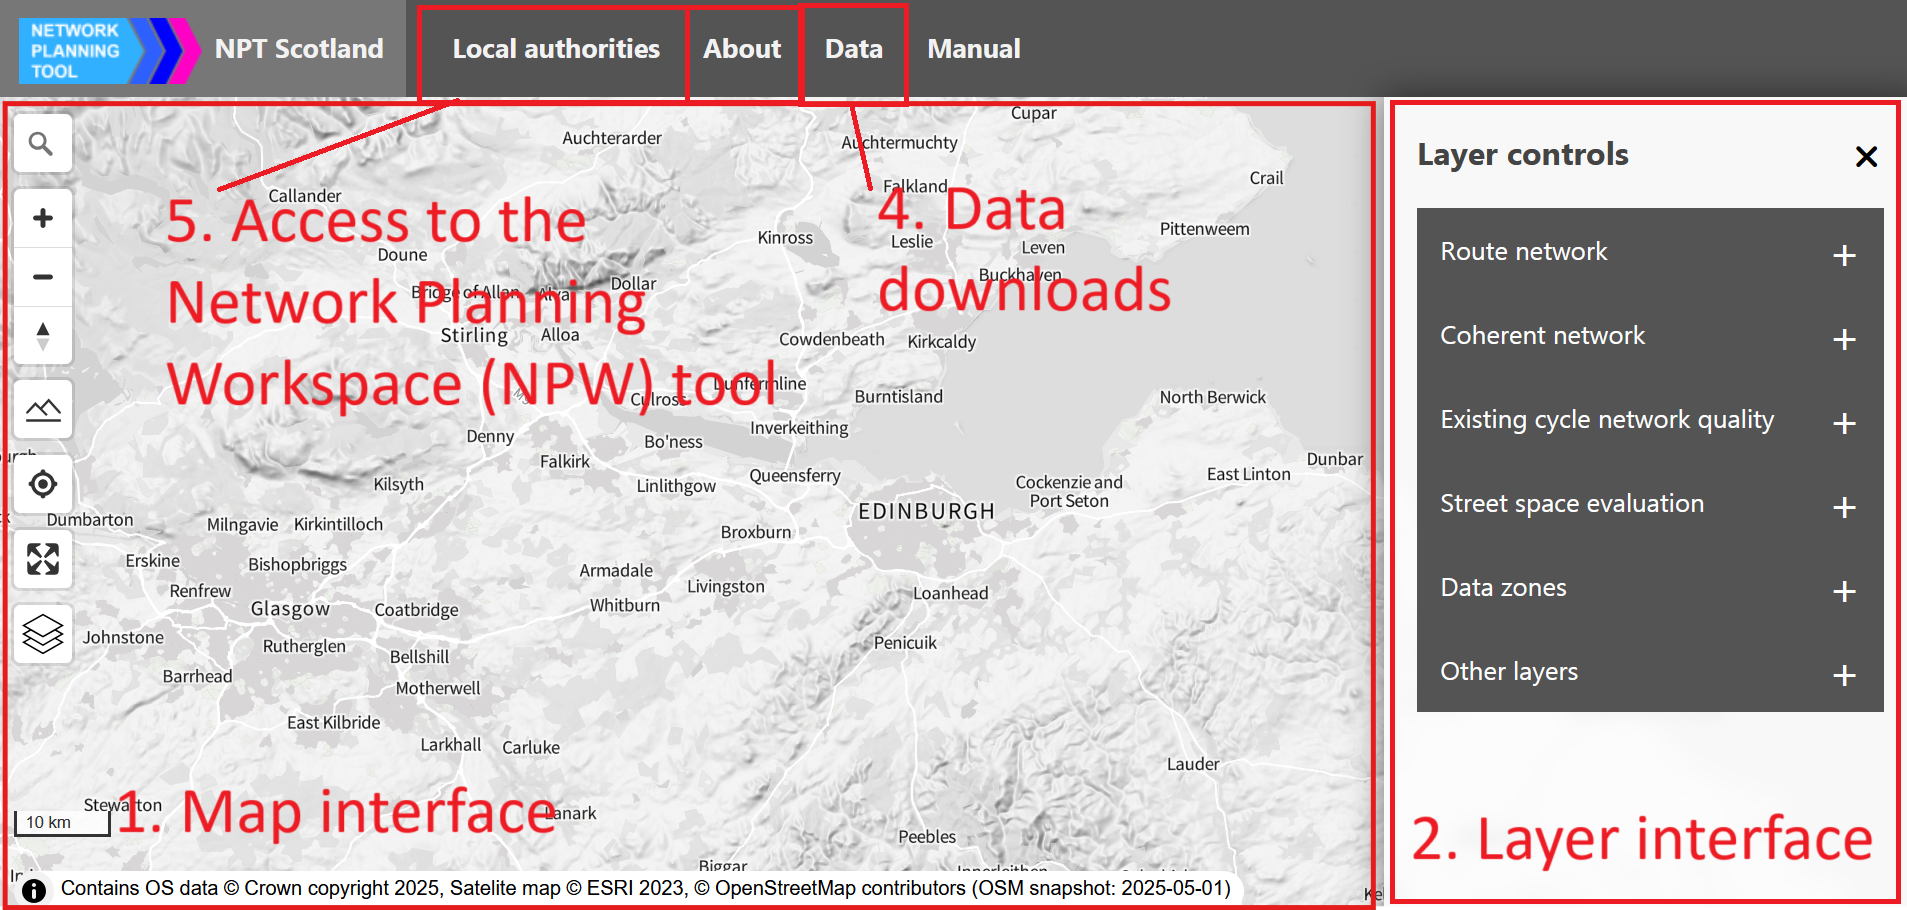 NETWORK
PLANNING
TOOL
NPT Scotland
Local authorities
About
Data
Manual
Cupar
Auchterarder
Auchtermuchty
Callander
Falkland
Crail
5. Access to the
Network Planning
Workspace (NPW) tool
4. Data
downloads
Kinross
Leslie
Pittenweem
Doune
Leven
Buckhaven
Bridge of Allan
Alva
Dollar
Stirling
Alloa
Cowdenbeath
Kirkcaldy
Dunfermline
Culross
Burntisland
North Berwick
Denny
Bo'ness
Inverkeithing
Falkirk
Dunbar
Kilsyth
Linlithgow
Queensferry
Cockenzie and
Port Seton
East Linton
Dumbarton
Milngavie
Kirkintilloch
EDINBURGH
Broxburn
Erskine
Bishopbriggs
Armadale
Livingston
Renfrew
Loanhead
Glasgow
Coatbridge
Whitburn
Johnstone
Rutherglen
Bellshill
Penicuik
Barrhead
Motherwell
East Kilbride
Larkhall
Carluke
Lauder
Stewarton
1. Map interface
Lanark
10 km
Peebles
Biggar
Innerleithen
Contains OS data © Crown copyright 2025, Satelite map © ESRI 2023, © OpenStreetMap contributors (OSM snapshot: 2025-05-01)
Layer controls
Route network
Coherent network
Existing cycle network quality
Street space evaluation
Data zones
Other layers
2. Layer interface